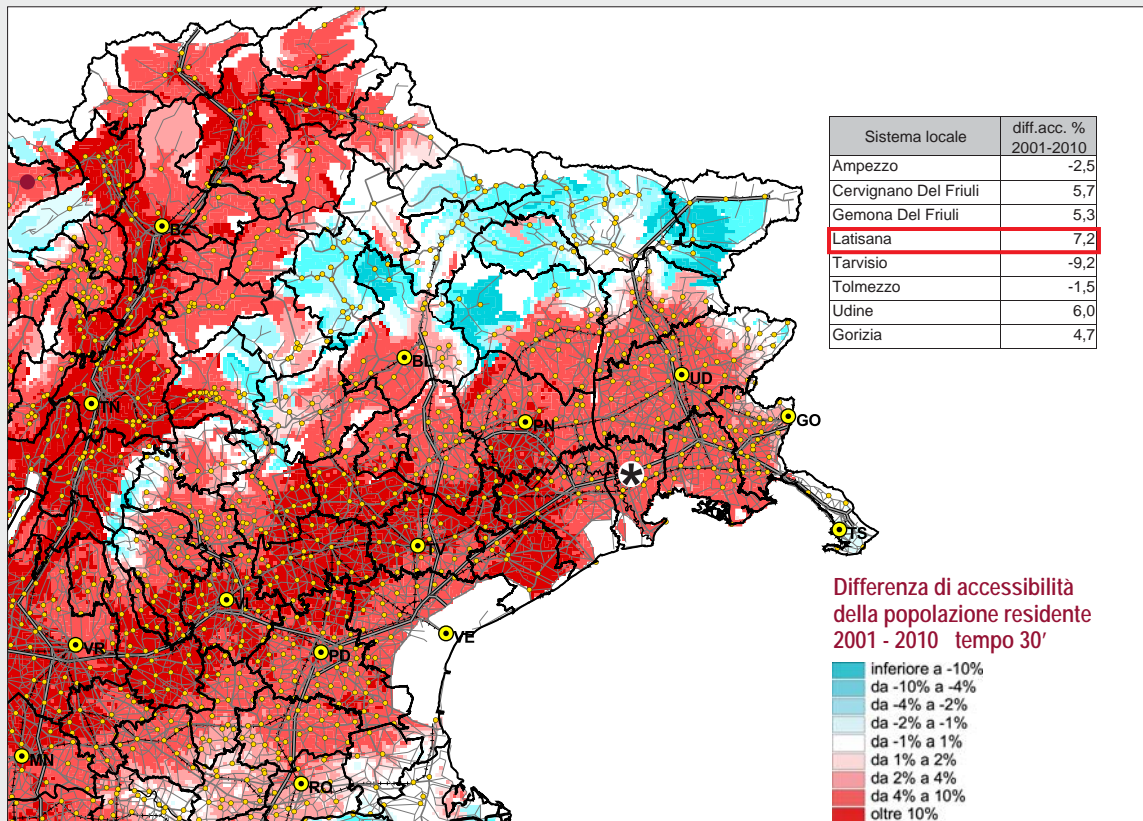 Sistema locale diff.acc. % 2001-2010
Ampezzo -2,5
Cervignano Del Friuli 5,7
Gemona Del Friuli 5,3
Latisana 7,2
Tarvisio -9,2
Tolmezzo -1,5
Udine 6,0
Gorizia 4,7
BZ
BL
TN
UD
PN
GO
*
TS
T
VI
VE
VR
PD
MN
RO
Differenza di accessibilità
della popolazione residente
2001 - 2010 tempo 30'
inferiore a -10%
da -10% a -4%
da -4% a -2%
da -2% a -1%
da -1% a 1%
da 1% a 2%
da 2% a 4%
da 4% a 10%
oltre 10%